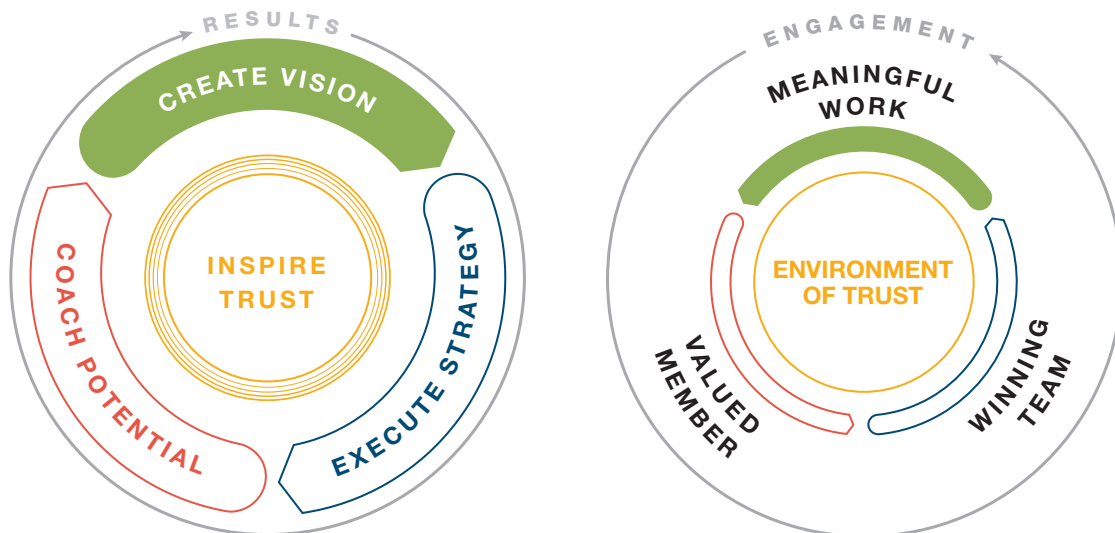 RESULTS
CREATE VISION
INSPIRE
TRUST
COACH POTENTIAL
EXECUTE STRATEGY
ENGAGEMENT
MEANINGFUL
WORK
ENVIRONMENT
OF TRUST
VALUED
MEMBER
WINNING
TEAM